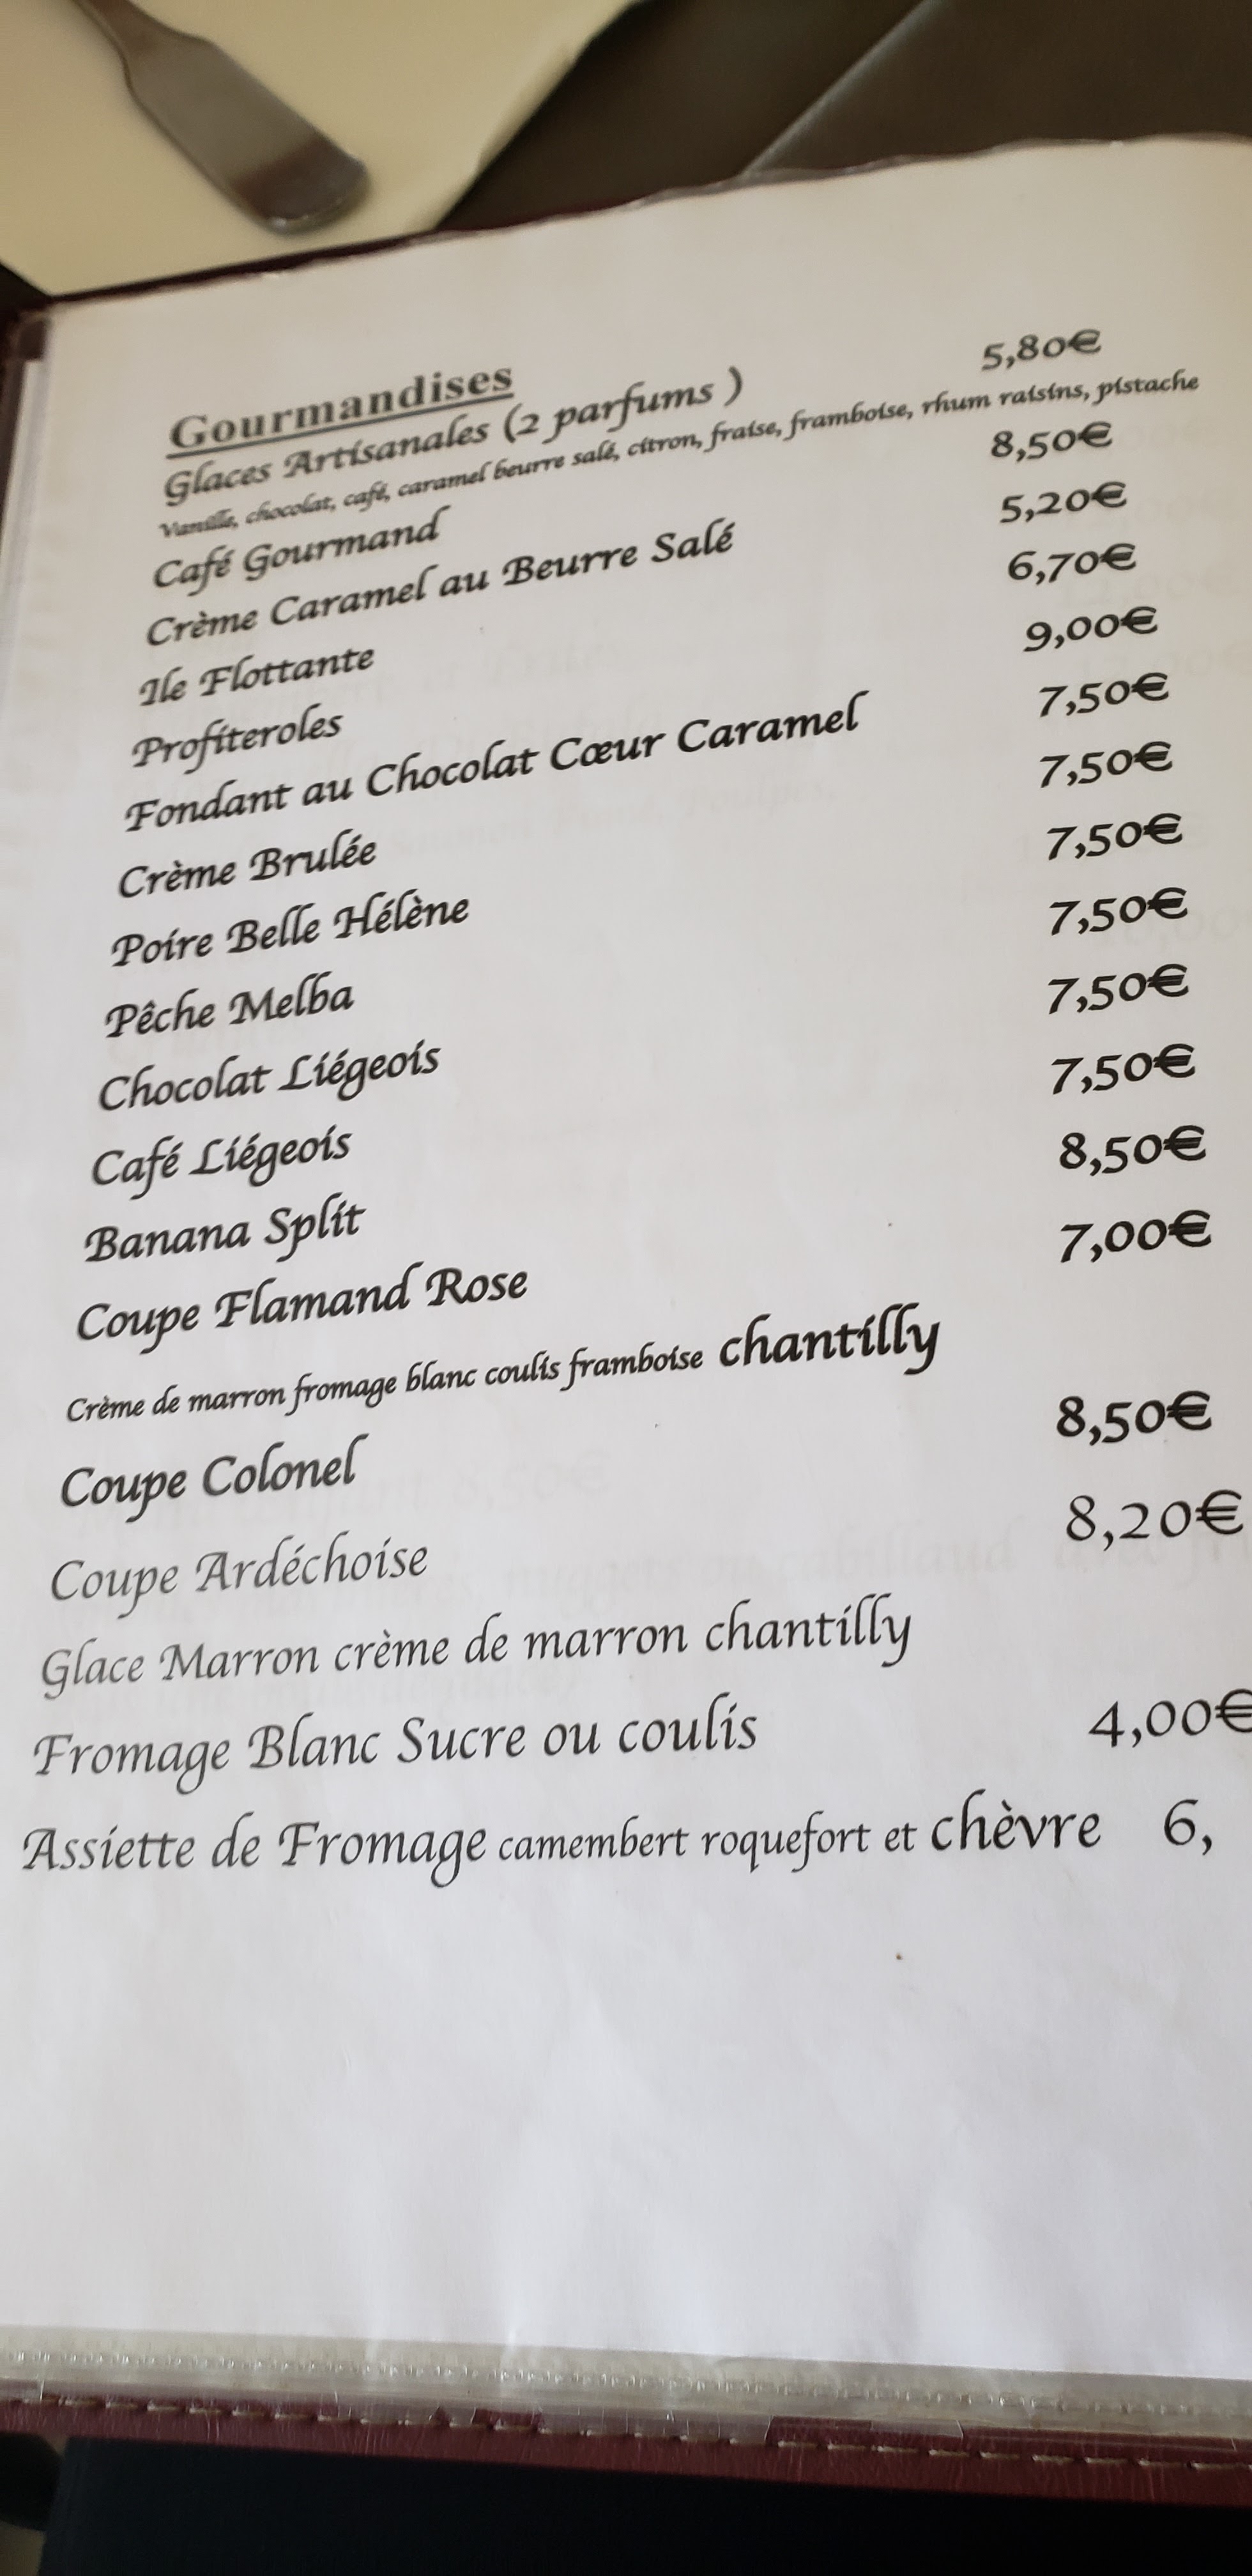 Gourmandises
Glaces Artisanales (2 parfums ) 5,80€
Vanille, chocolat, café, caramel beurre salé, citron, fraise, framboise, rhum raisins, pistache
Café Gourmand 8,50€
Crème Caramel au Beurre Salé 5,20€
Ile Flottante 6,70€
Profiteroles 9,00€
Fondant au Chocolat Cœur Caramel 7,50€
Crème Brulée 7,50€
Poire Belle Hélène 7,50€
Pêche Melba 7,50€
Chocolat Liégeois 7,50€
Café Liégeois 7,50€
Banana Split 8,50€
Coupe Flamand Rose 7,00€
Crème de marron fromage blanc coulis framboise chantilly
Coupe Colonel 8,50€
Coupe Ardéchoise 8,20€
Glace Marron crème de marron chantilly
Fromage Blanc Sucre ou coulis 4,00€
Assiette de Fromage camembert roquefort et chèvre 6,